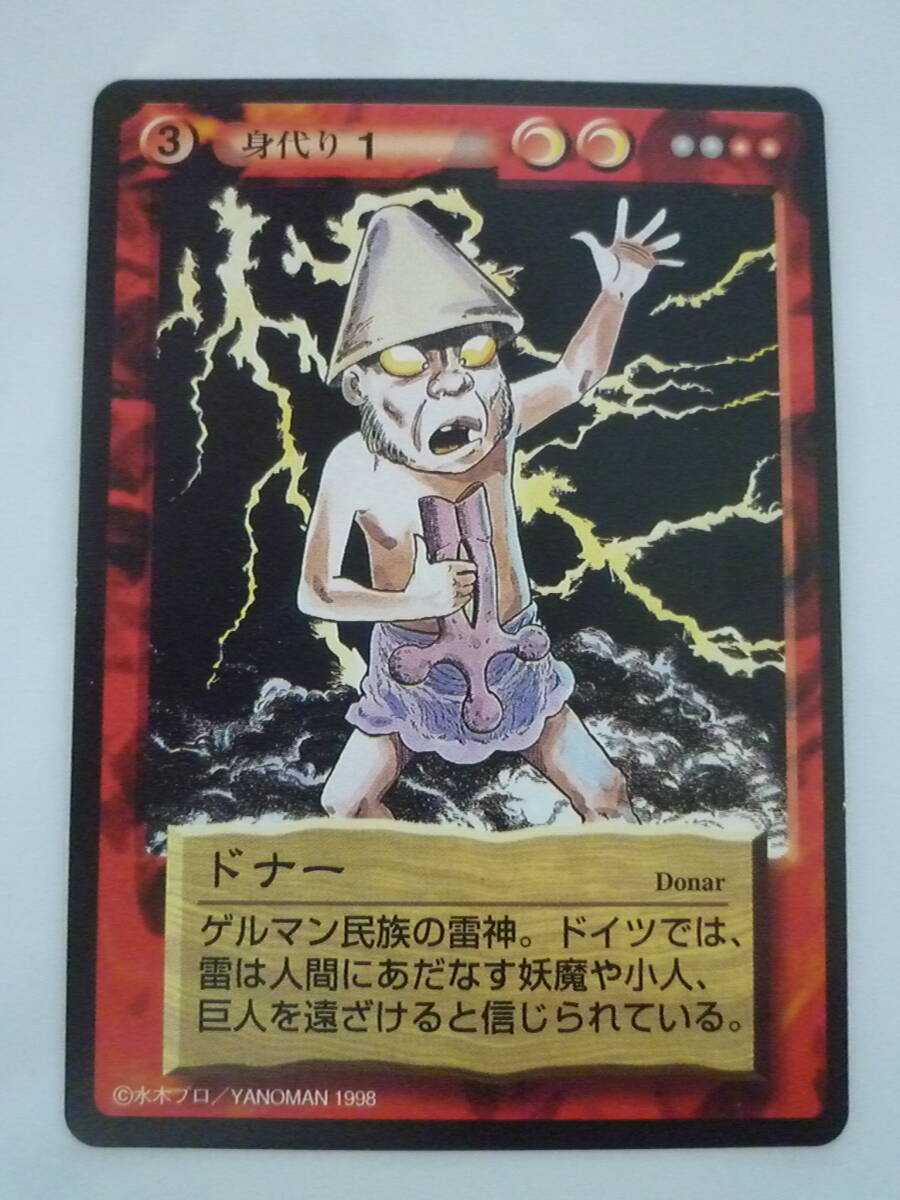 3 身代り 1
ドナー
Donar
ゲルマン民族の雷神。ドイツでは、
雷は人間にあだなす妖魔や小人、
巨人を遠ざけると信じられている。
©水木プロ／YANOMAN 1998